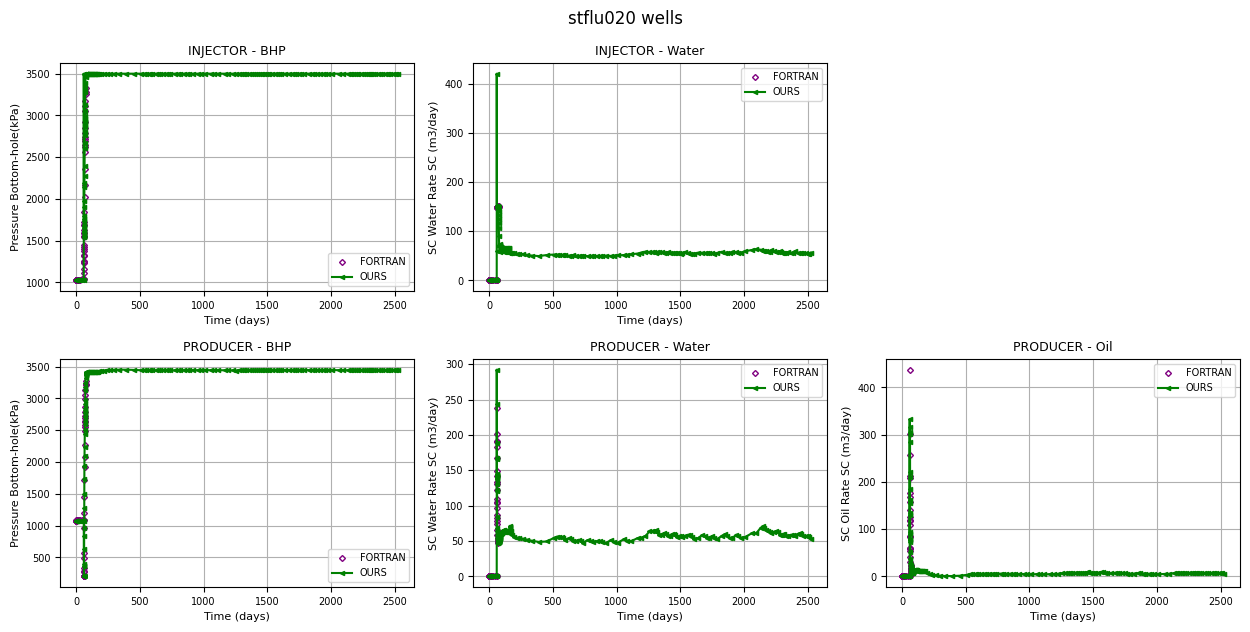 stflu020 wells
INJECTOR - BHP
Pressure Bottom-hole(kPa)
3500
3000
2500
2000
1500
1000
0 500 1000 1500 2000 2500
Time (days)
FORTRAN
OURS
INJECTOR - Water
SC Water Rate SC (m3/day)
400
300
200
100
0
0 500 1000 1500 2000 2500
Time (days)
FORTRAN
OURS
PRODUCER - BHP
Pressure Bottom-hole(kPa)
3500
3000
2500
2000
1500
1000
500
0 500 1000 1500 2000 2500
Time (days)
FORTRAN
OURS
PRODUCER - Water
SC Water Rate SC (m3/day)
300
250
200
150
100
50
0
0 500 1000 1500 2000 2500
Time (days)
FORTRAN
OURS
PRODUCER - Oil
SC Oil Rate SC (m3/day)
400
300
200
100
0
0 500 1000 1500 2000 2500
Time (days)
FORTRAN
OURS